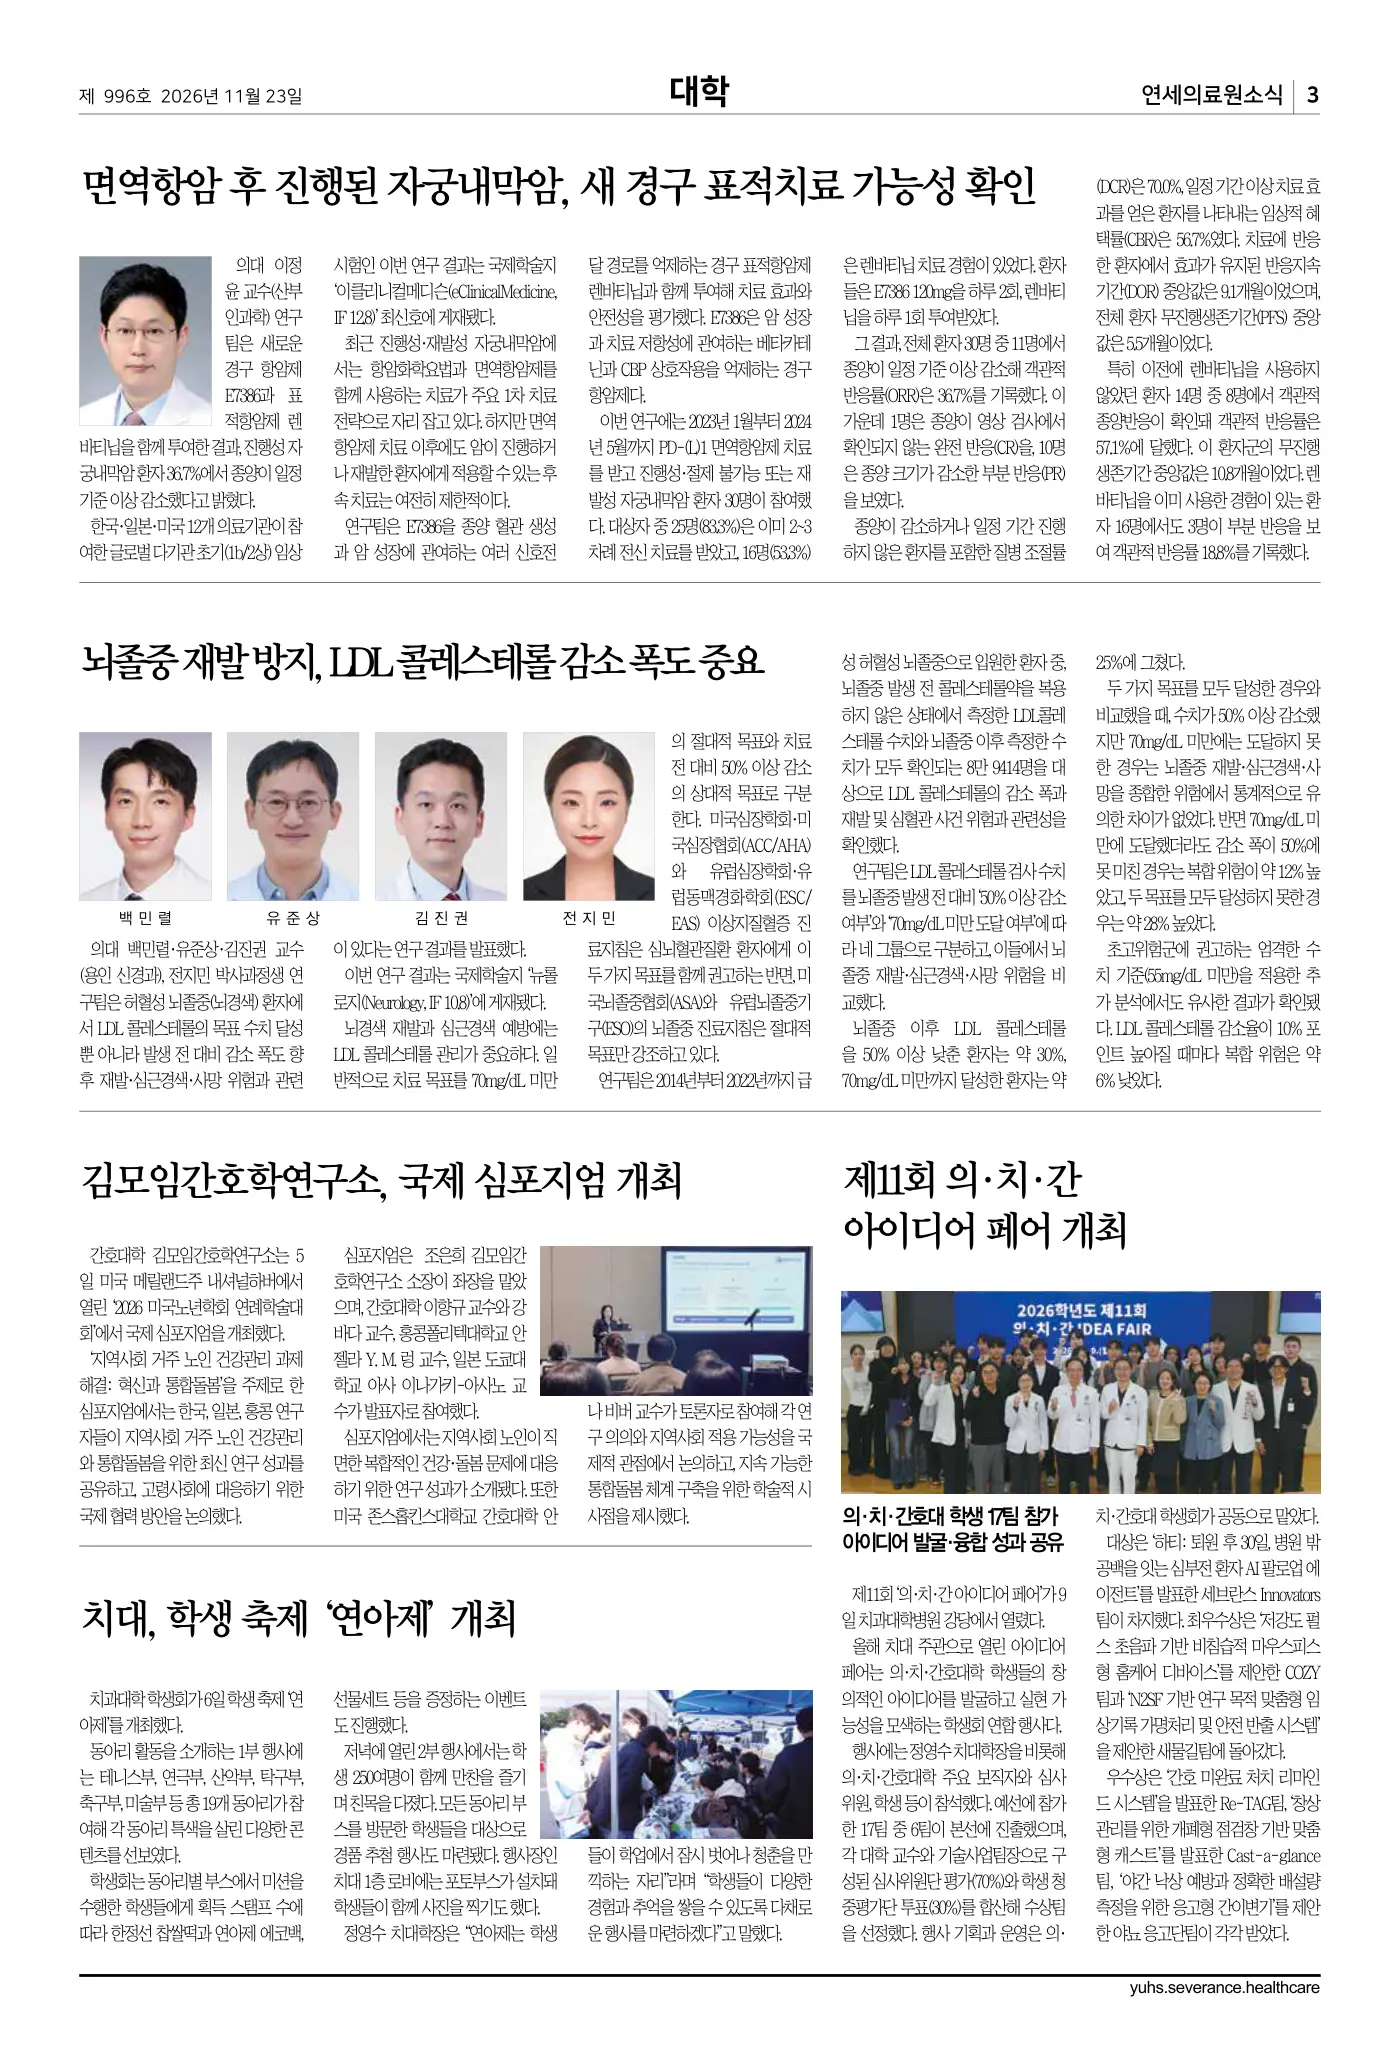 제 996호 2026년 11월 23일
대학
연세의료원소식 3
면역항암 후 진행된 자궁내막암, 새 경구 표적치료 가능성 확인
의대 이정
윤 교수(산부
인과학) 연구
팀은 새로운
경구 항암제
E7386과 표
적항암제 렌
바티닙을 함께 투여한 결과, 진행성 자
궁내막암 환자 36.7%에서 종양이 일정
기준 이상 감소했다고 밝혔다.
한국·일본·미국 12개 의료기관이 참
여한 글로벌 다기관 초기(1b/2상) 임상
시험인 이번 연구 결과는 국제학술지
‘이클리니컬메디슨(eClinicalMedicine,
IF 12.8)’ 최신호에 게재됐다.
최근 진행성·재발성 자궁내막암에
서는 항암화학요법과 면역항암제를
함께 사용하는 치료가 주요 1차 치료
전략으로 자리 잡고 있다. 하지만 면역
항암제 치료 이후에도 암이 진행하거
나 재발한 환자에게 적용할 수 있는 후
속 치료는 여전히 제한적이다.
연구팀은 E7386을 종양 혈관 생성
과 암 성장에 관여하는 여러 신호전
달 경로를 억제하는 경구 표적항암제
렌바티닙과 함께 투여해 치료 효과와
안전성을 평가했다. E7386은 암 성장
과 치료 저항성에 관여하는 베타카테
닌과 CBP 상호작용을 억제하는 경구
항암제다.
이번 연구에는 2023년 1월부터 2024
년 5월까지 PD-(L)1 면역항암제 치료
를 받고 진행성·절제 불가능 또는 재
발성 자궁내막암 환자 30명이 참여했
다. 대상자 중 25명(83.3%)은 이미 2~3
차례 전신 치료를 받았고, 16명(53.3%)
은 렌바티닙 치료 경험이 있었다. 환자
들은 E7386 120mg을 하루 2회, 렌바티
닙을 하루 1회 투여받았다.
그 결과, 전체 환자 30명 중 11명에서
종양이 일정 기준 이상 감소해 객관적
반응률(ORR)은 36.7%를 기록했다. 이
가운데 1명은 종양이 영상 검사에서
확인되지 않는 완전 반응(CR)을, 10명
은 종양 크기가 감소한 부분 반응(PR)
을 보였다.
종양이 감소하거나 일정 기간 진행
하지 않은 환자를 포함한 질병 조절률
(DCR)은 70.0%, 일정 기간 이상 치료 효
과를 얻은 환자를 나타내는 임상적 혜
택률(CBR)은 56.7%였다. 치료에 반응
한 환자에서 효과가 유지된 반응지속
기간(DOR) 중앙값은 9.1개월이었으며,
전체 환자 무진행생존기간(PFS) 중앙
값은 5.5개월이었다.
특히 이전에 렌바티닙을 사용하지
않았던 환자 14명 중 8명에서 객관적
종양반응이 확인돼 객관적 반응률은
57.1%에 달했다. 이 환자군의 무진행
생존기간 중앙값은 10.8개월이었다. 렌
바티닙을 이미 사용한 경험이 있는 환
자 16명에서도 3명이 부분 반응을 보
여 객관적 반응률 18.8%를 기록했다.
뇌졸중 재발 방지, LDL 콜레스테롤 감소 폭도 중요
백 민 렬
유 준 상
김 진 권
전 지 민
의대 백민렬·유준상·김진권 교수
(용인 신경과), 전지민 박사과정생 연
구팀은 허혈성 뇌졸중(뇌경색) 환자에
서 LDL 콜레스테롤의 목표 수치 달성
뿐 아니라 발생 전 대비 감소 폭도 향
후 재발·심근경색·사망 위험과 관련
이 있다는 연구 결과를 발표했다.
이번 연구 결과는 국제학술지 ‘뉴롤
로지(Neurology, IF 10.8)’에 게재됐다.
뇌경색 재발과 심근경색 예방에는
LDL 콜레스테롤 관리가 중요하다. 일
반적으로 치료 목표를 70mg/dL 미만
의 절대적 목표와 치료
전 대비 50% 이상 감소
의 상대적 목표로 구분
한다. 미국심장학회·미
국심장협회(ACC/AHA)
와 유럽심장학회·유
럽동맥경화학회(ESC/
EAS) 이상지질혈증 진
료지침은 심뇌혈관질환 환자에게 이
두 가지 목표를 함께 권고하는 반면, 미
국뇌졸중협회(ASA)와 유럽뇌졸중기
구(ESO)의 뇌졸중 진료지침은 절대적
목표만 강조하고 있다.
연구팀은 2014년부터 2022년까지 급
성 허혈성 뇌졸중으로 입원한 환자 중,
뇌졸중 발생 전 콜레스테롤약을 복용
하지 않은 상태에서 측정한 LDL콜레
스테롤 수치와 뇌졸중 이후 측정한 수
치가 모두 확인되는 8만 9414명을 대
상으로 LDL 콜레스테롤의 감소 폭과
재발 및 심혈관 사건 위험과 관련성을
확인했다.
연구팀은 LDL 콜레스테롤 검사 수치
를 뇌졸중 발생 전 대비 ‘50% 이상 감소
여부’와 ‘70mg/dL 미만 도달 여부’에 따
라 네 그룹으로 구분하고, 이들에서 뇌
졸중 재발·심근경색·사망 위험을 비
교했다.
뇌졸중 이후 LDL 콜레스테롤
을 50% 이상 낮춘 환자는 약 30%,
70mg/dL 미만까지 달성한 환자는 약
25%에 그쳤다.
두 가지 목표를 모두 달성한 경우와
비교했을 때, 수치가 50% 이상 감소했
지만 70mg/dL 미만에는 도달하지 못
한 경우는 뇌졸중 재발·심근경색·사
망을 종합한 위험에서 통계적으로 유
의한 차이가 없었다. 반면 70mg/dL 미
만에 도달했더라도 감소 폭이 50%에
못 미친 경우는 복합 위험이 약 12% 높
았고, 두 목표를 모두 달성하지 못한 경
우는 약 28% 높았다.
초고위험군에 권고하는 엄격한 수
치 기준(55mg/dL 미만)을 적용한 추
가 분석에서도 유사한 결과가 확인됐
다. LDL 콜레스테롤 감소율이 10% 포
인트 높아질 때마다 복합 위험은 약
6% 낮았다.
김모임간호학연구소, 국제 심포지엄 개최
간호대학 김모임간호학연구소는 5
일 미국 메릴랜드주 내셔널하버에서
열린 ‘2026 미국노년학회 연례학술대
회’에서 국제 심포지엄을 개최했다.
‘지역사회 거주 노인 건강관리 과제
해결: 혁신과 통합돌봄’을 주제로 한
심포지엄에서는 한국, 일본, 홍콩 연구
자들이 지역사회 거주 노인 건강관리
와 통합돌봄을 위한 최신 연구 성과를
공유하고, 고령사회에 대응하기 위한
국제 협력 방안을 논의했다.
심포지엄은 조은희 김모임간
호학연구소 소장이 좌장을 맡았
으며, 간호대학 이향규 교수와 강
바다 교수, 홍콩폴리텍대학교 안
젤라 Y. M. 렁 교수, 일본 도쿄대
학교 아사 이나가키-아사노 교
수가 발표자로 참여했다.
심포지엄에서는 지역사회 노인이 직
면한 복합적인 건강·돌봄 문제에 대응
하기 위한 연구 성과가 소개됐다. 또한
미국 존스홉킨스대학교 간호대학 안
나 비버 교수가 토론자로 참여해 각 연
구 의의와 지역사회 적용 가능성을 국
제적 관점에서 논의하고, 지속 가능한
통합돌봄 체계 구축을 위한 학술적 시
사점을 제시했다.
치대, 학생 축제 ‘연아제’ 개최
치과대학 학생회가 6일 학생 축제 ‘연
아제’를 개최했다.
동아리 활동을 소개하는 1부 행사에
는 테니스부, 연극부, 산악부, 탁구부,
축구부, 미술부 등 총 19개 동아리가 참
여해 각 동아리 특색을 살린 다양한 콘
텐츠를 선보였다.
학생회는 동아리별 부스에서 미션을
수행한 학생들에게 획득 스탬프 수에
따라 한정선 찹쌀떡과 연아제 에코백,
선물세트 등을 증정하는 이벤트
도 진행했다.
저녁에 열린 2부 행사에서는 학
생 250여명이 함께 만찬을 즐기
며 친목을 다졌다. 모든 동아리 부
스를 방문한 학생들을 대상으로
경품 추첨 행사도 마련됐다. 행사장인
치대 1층 로비에는 포토부스가 설치돼
학생들이 함께 사진을 찍기도 했다.
정영수 치대학장은 “연아제는 학생
들이 학업에서 잠시 벗어나 청춘을 만
끽하는 자리”라며 “학생들이 다양한
경험과 추억을 쌓을 수 있도록 다채로
운 행사를 마련하겠다”고 말했다.
제11회 의·치·간
아이디어 페어 개최
2026학년도 제11회
의·치·간 IDEA FAIR
의·치·간호대 학생 17팀 참가
아이디어 발굴·융합 성과 공유
제11회 ‘의·치·간 아이디어 페어’가 9
일 치과대학병원 강당에서 열렸다.
올해 치대 주관으로 열린 아이디어
페어는 의·치·간호대학 학생들의 창
의적인 아이디어를 발굴하고 실현 가
능성을 모색하는 학생회 연합 행사다.
행사에는 정영수 치대학장을 비롯해
의·치·간호대학 주요 보직자와 심사
위원, 학생 등이 참석했다. 예선에 참가
한 17팀 중 6팀이 본선에 진출했으며,
각 대학 교수와 기술사업팀장으로 구
성된 심사위원단 평가(70%)와 학생 청
중평가단 투표(30%)를 합산해 수상팀
을 선정했다. 행사 기획과 운영은 의·
치·간호대 학생회가 공동으로 맡았다.
대상은 ‘하티: 퇴원 후 30일, 병원 밖
공백을 잇는 심부전 환자 AI 팔로업 에
이전트’를 발표한 세브란스 Innovators
팀이 차지했다. 최우수상은 ‘저강도 펄
스 초음파 기반 비침습적 마우스피스
형 홈케어 디바이스’를 제안한 COZY
팀과 ‘N2SF 기반 연구 목적 맞춤형 임
상기록 가명처리 및 안전 반출 시스템’
을 제안한 새물길팀에 돌아갔다.
우수상은 ‘간호 미완료 처치 리마인
드 시스템’을 발표한 Re-TAG팀, ‘창상
관리를 위한 개폐형 점검창 기반 맞춤
형 캐스트’를 발표한 Cast-a-glance
팀, ‘야간 낙상 예방과 정확한 배설량
측정을 위한 응고형 간이변기’를 제안
한 야뇨 응고단팀이 각각 받았다.
yuhs.severance.healthcare